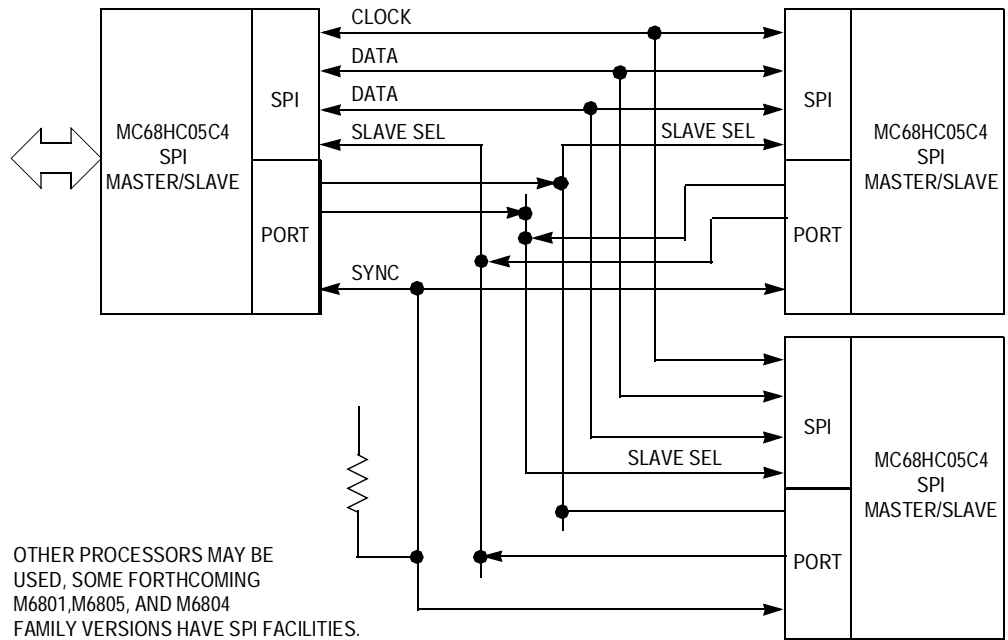 CLOCK
DATA
DATA
SLAVE SEL
SPI
PORT
MC68HC05C4
SPI
MASTER/SLAVE
SYNC
SLAVE SEL
SPI
PORT
MC68HC05C4
SPI
MASTER/SLAVE
SLAVE SEL
SPI
PORT
MC68HC05C4
SPI
MASTER/SLAVE
OTHER PROCESSORS MAY BE
USED, SOME FORTHCOMING
M6801,M6805, AND M6804
FAMILY VERSIONS HAVE SPI FACILITIES.